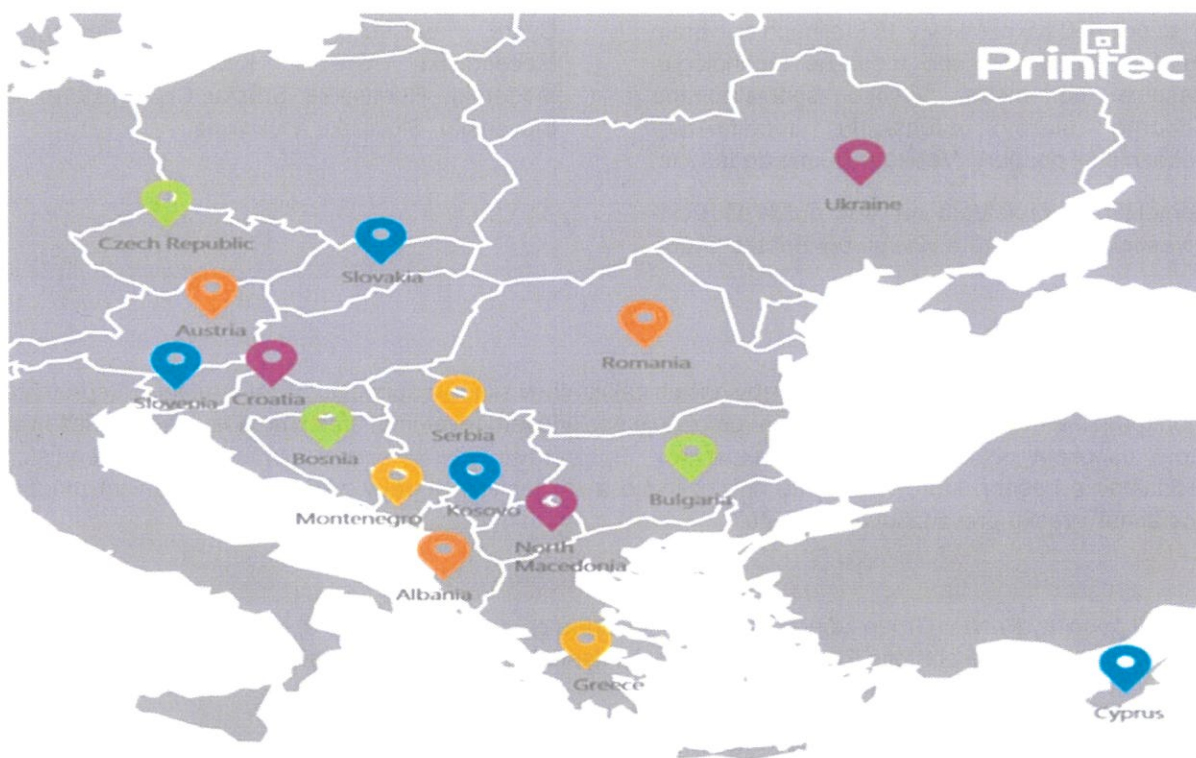 Printec
Ukraine
Czech Republic
Slovakia
Austria
Romania
Slovenia
Croatia
Serbia
Bosnia
Bulgaria
Montenegro
Kosovo
North
Macedonia
Albania
Greece
Cyprus